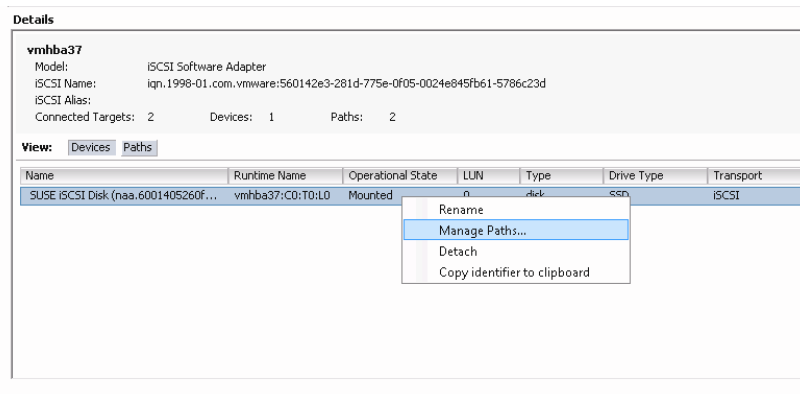 Details
vmhba37
Model: iSCSI Software Adapter
iSCSI Name: iqn.1998-01.com.vmware:560142e3-281d-775e-0f05-0024e845fb61-5786c23d
iSCSI Alias:
Connected Targets: 2 Devices: 1 Paths: 2
View: Devices Paths
Name Runtime Name Operational State LUN Type Drive Type Transport
SUSE iSCSI Disk (naa.6001405260f... vmhba37:C0:T0:L0 Mounted 0 disk SSD iSCSI
Rename
Manage Paths...
Detach
Copy identifier to clipboard